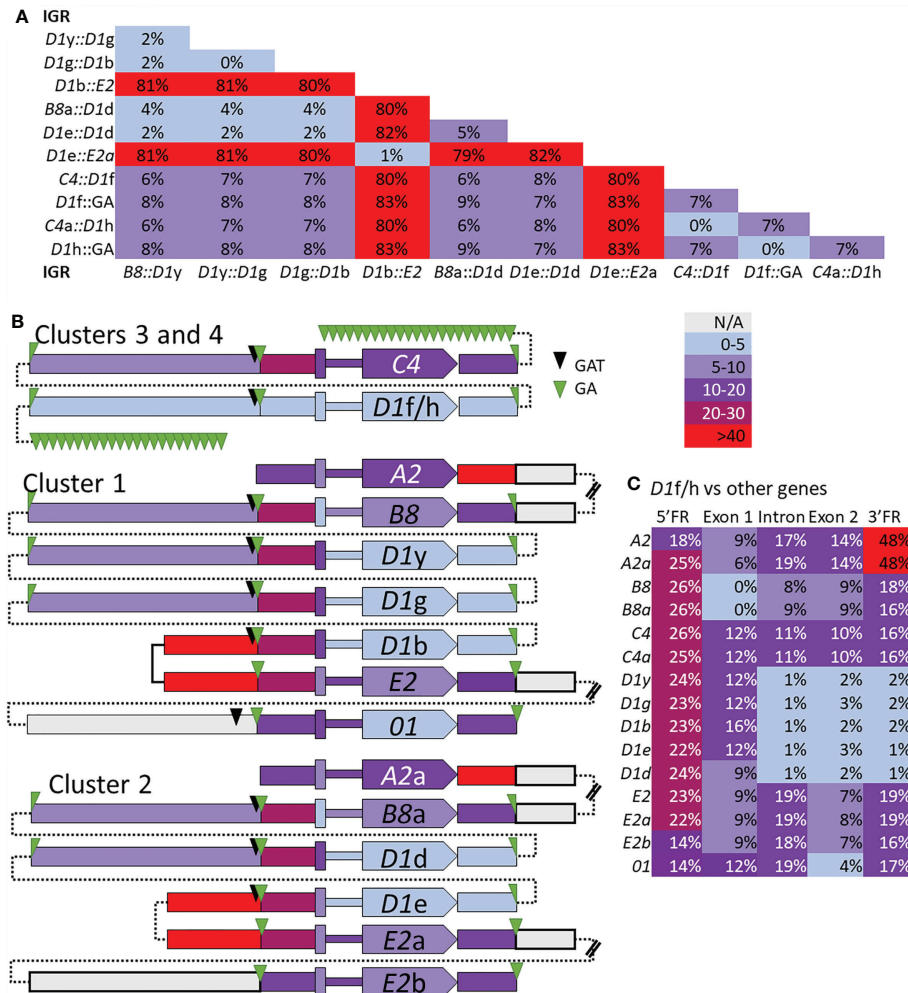 A IGR
D1y::D1g 2%
D1g::D1b 2% 0%
D1b::E2 81% 81% 80%
B8a::D1d 4% 4% 4% 80%
D1e::D1d 2% 2% 2% 82% 5%
D1e::E2a 81% 81% 80% 1% 79% 82%
C4::D1f 6% 7% 7% 80% 6% 8% 80%
D1f::GA 8% 8% 8% 83% 9% 7% 83% 7%
C4a::D1h 6% 7% 7% 80% 6% 8% 80% 0% 7%
D1h::GA 8% 8% 8% 83% 9% 7% 83% 7% 0% 7%
IGR B8::D1y D1y::D1g D1g::D1b D1b::E2 B8a::D1d D1e::D1d D1e::E2a C4::D1f D1f::GA C4a::D1h
B
Clusters 3 and 4
C4
D1f/h
GAT
GA
Cluster 1
A2
B8
D1y
D1g
D1b
E2
01
Cluster 2
A2a
B8a
D1d
D1e
E2a
E2b
N/A
0-5
5-10
10-20
20-30
>40
C D1f/h vs other genes
5'FR Exon 1 Intron Exon 2 3'FR
A2 18% 9% 17% 14% 48%
A2a 25% 6% 19% 14% 48%
B8 26% 0% 8% 9% 18%
B8a 26% 0% 9% 9% 16%
C4 26% 12% 11% 10% 16%
C4a 25% 12% 11% 10% 16%
D1y 24% 12% 1% 2% 2%
D1g 23% 12% 1% 3% 2%
D1b 23% 16% 1% 2% 2%
D1e 22% 12% 1% 3% 1%
D1d 24% 9% 1% 2% 1%
E2 23% 9% 19% 7% 19%
E2a 22% 9% 19% 8% 19%
E2b 14% 9% 18% 7% 16%
01 14% 12% 19% 4% 17%